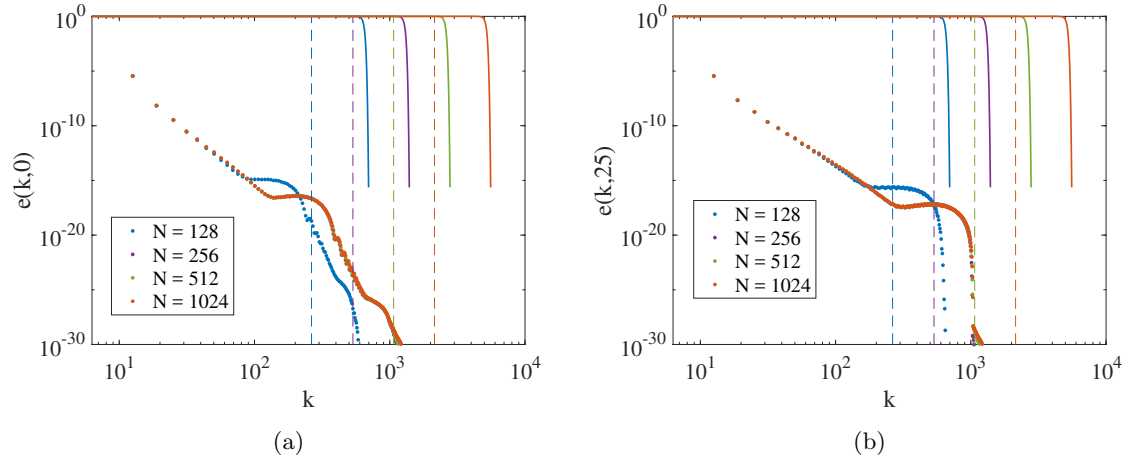 10^0
10^-10
10^-20
10^-30
e(k,0)
N = 128
N = 256
N = 512
N = 1024
10^1
10^2
10^3
10^4
k
(a)
10^0
10^-10
10^-20
10^-30
e(k,25)
N = 128
N = 256
N = 512
N = 1024
10^1
10^2
10^3
10^4
k
(b)